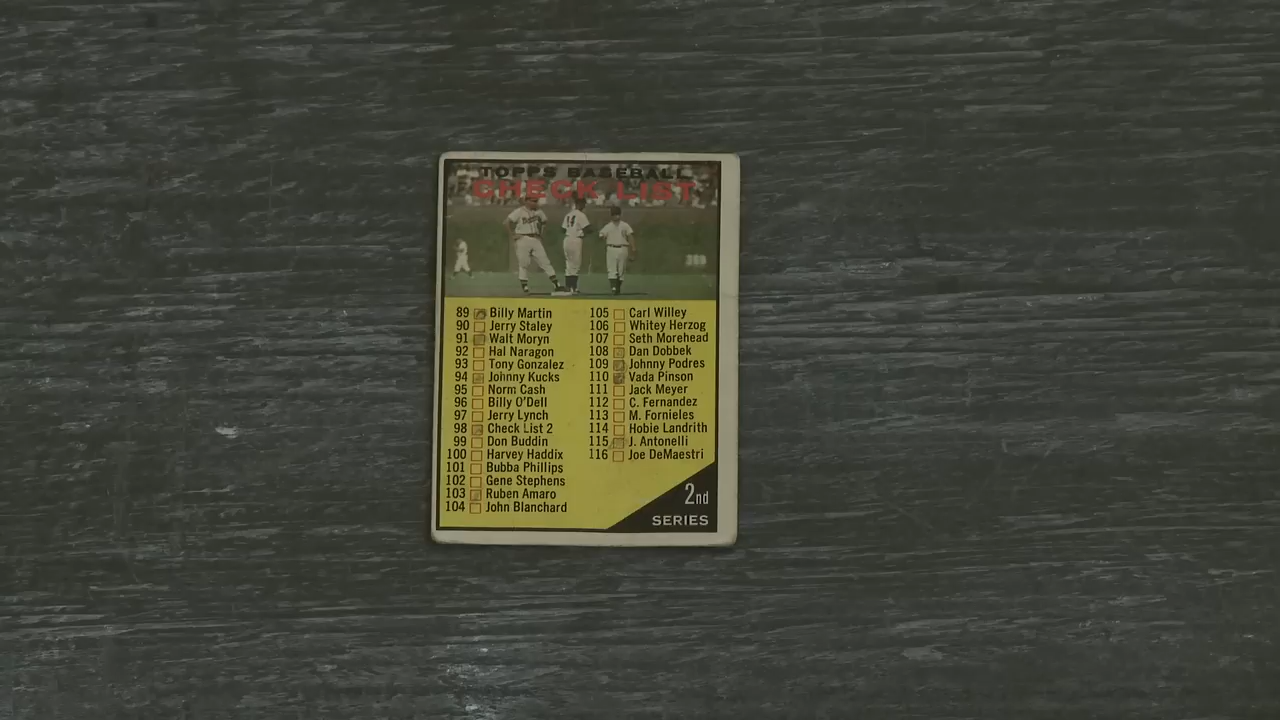 TOPPS BASEBALL
CHECK LIST
14
89 Billy Martin
90 Jerry Staley
91 Walt Moryn
92 Hal Naragon
93 Tony Gonzalez
94 Johnny Kucks
95 Norm Cash
96 Billy O'Dell
97 Jerry Lynch
98 Check List 2
99 Don Buddin
100 Harvey Haddix
101 Bubba Phillips
102 Gene Stephens
103 Ruben Amaro
104 John Blanchard
105 Carl Willey
106 Whitey Herzog
107 Seth Morehead
108 Dan Dobbek
109 Johnny Podres
110 Vada Pinson
111 Jack Meyer
112 C. Fernandez
113 M. Fornieles
114 Hobie Landrith
115 J. Antonelli
116 Joe DeMaestri
2nd
SERIES